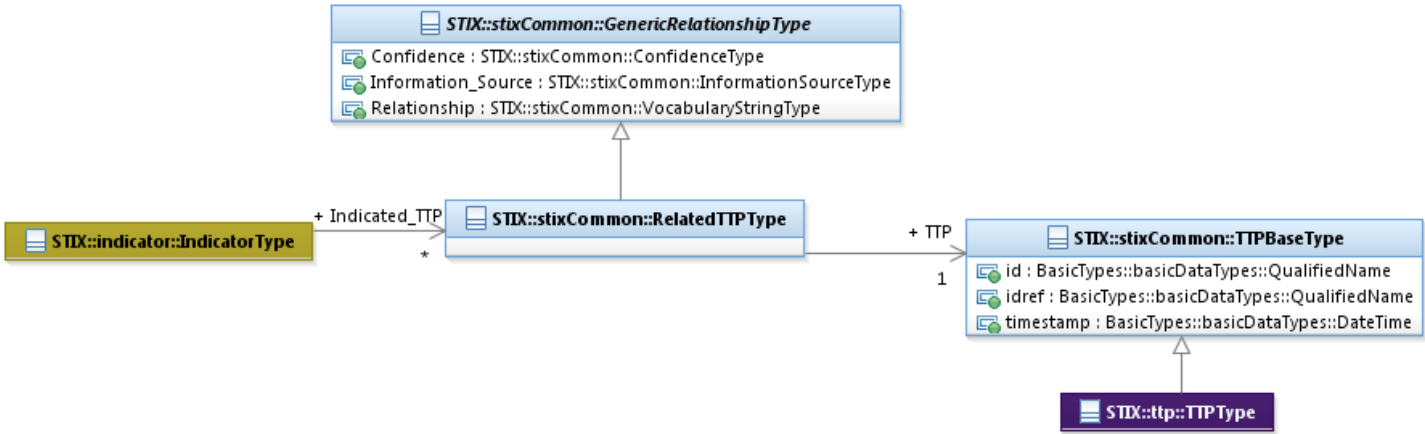 STIX::stixCommon::GenericRelationshipType
Confidence : STIX::stixCommon::ConfidenceType
Information_Source : STIX::stixCommon::InformationSourceType
Relationship : STIX::stixCommon::VocabularyStringType
+ Indicated_TTP
STIX::stixCommon::RelatedTTPType
STIX::indicator::IndicatorType
*
+ TTP
1
STIX::stixCommon::TTPBaseType
id : BasicTypes::basicDataTypes::QualifiedName
idref : BasicTypes::basicDataTypes::QualifiedName
timestamp : BasicTypes::basicDataTypes::DateTime
STIX::ttp::TTPType